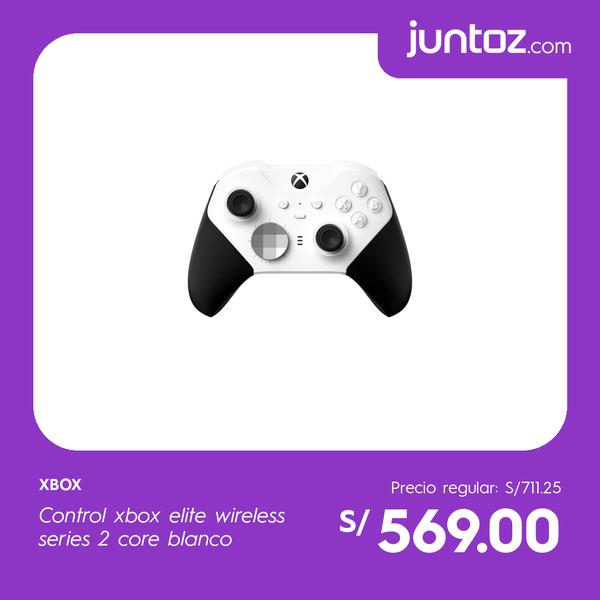 juntoz.com
XBOX
Control xbox elite wireless
series 2 core blanco
Precio regular: S/711.25
S/ 569.00